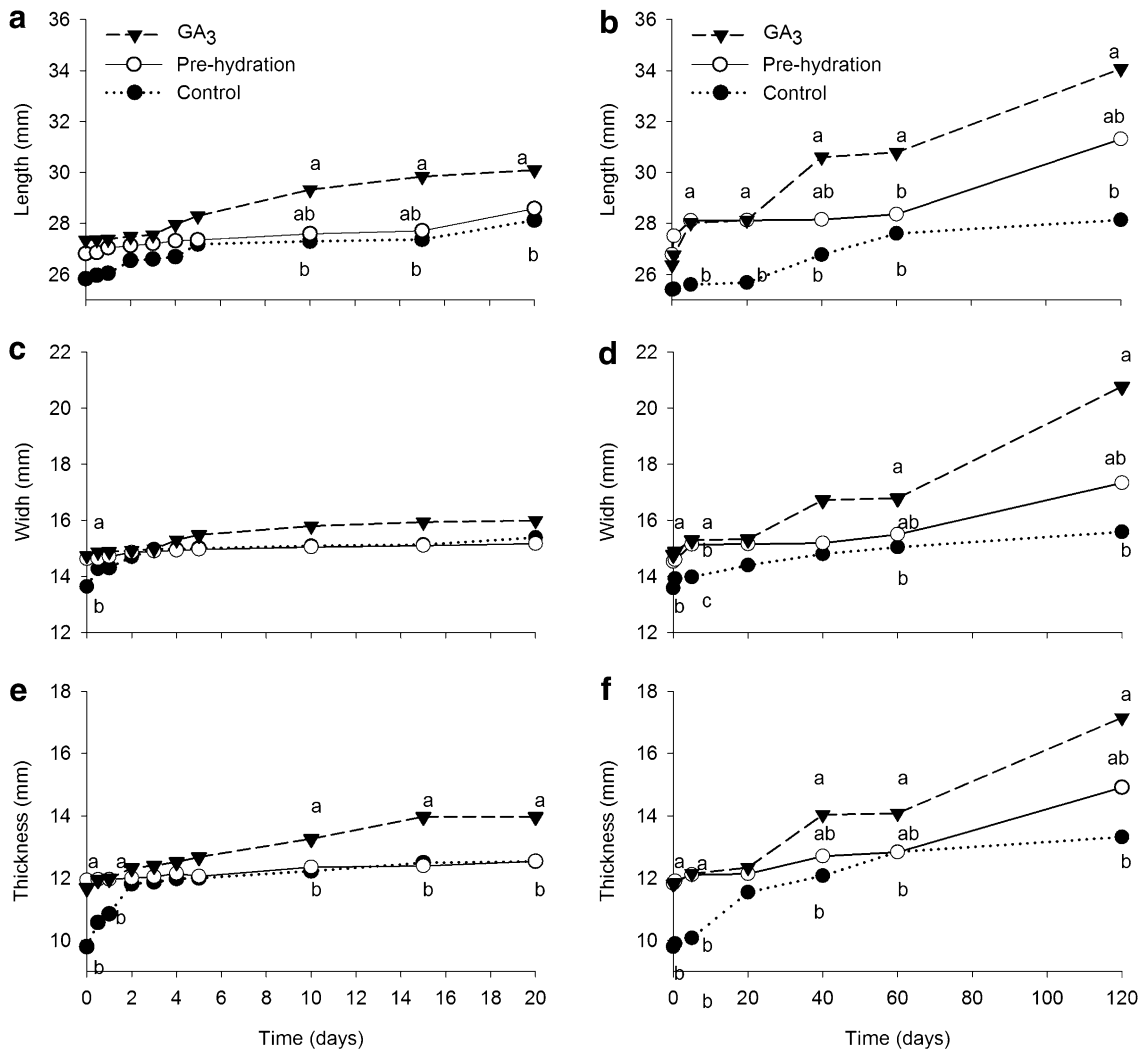 a
GA3
Pre-hydration
Control
36
34
32
30
28
26
Length (mm)
a a a
ab ab
b b b
b
GA3
Pre-hydration
Control
36
34
32
30
28
26
Length (mm)
a
ab
a a
a a ab b b
b b b b
c
22
20
18
16
14
12
Widh (mm)
a
b
d
22
20
18
16
14
12
Width (mm)
a
ab
a
a a ab
b b
b c b
e
18
16
14
12
10
Thickness (mm)
a a a
a a
b b b b
b
0 2 4 6 8 10 12 14 16 18 20
Time (days)
f
18
16
14
12
10
Thickness (mm)
a
ab
a a
ab ab
a a b
b b
b
b
0 20 40 60 80 100 120
Time (days)